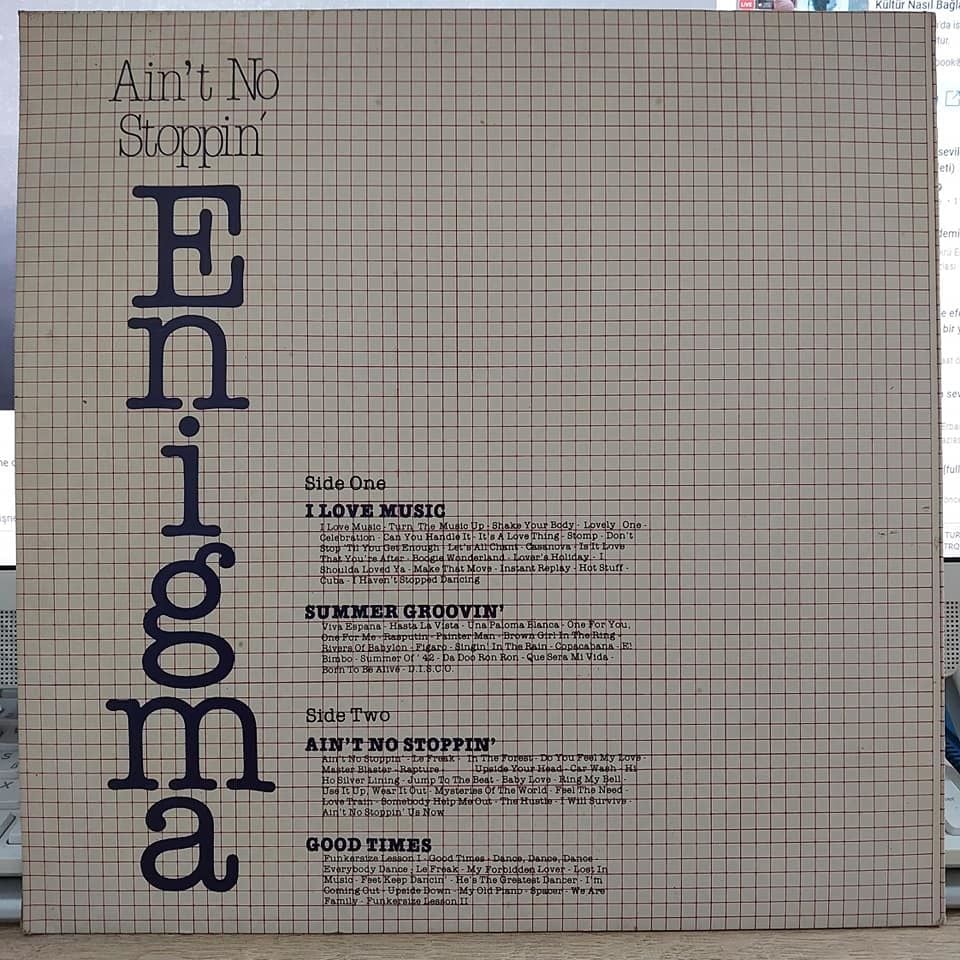 Kültür Nasıl Bağla
LIVE
Ain't No
Stoppin'
Enigma
Side One
I LOVE MUSIC
I Love Music - Turn The Music Up - Shake Your Body - Lovely One -
Celebration - Can You Handle It - It's A Love Thing - Stomp - Don't
Stop 'Til You Get Enough - Let's All Chant - Casanova - Is It Love
That You're After - Boogie Wonderland - Lover's Holiday - I
Shoulda Loved Ya - Make That Move - Instant Replay - Hot Stuff -
Cuba - I Haven't Stopped Dancing
SUMMER GROOVIN'
Viva Espana - Hasta La Vista - Una Paloma Blanca - One For You,
One For Me - Rasputin - Painter Man - Brown Girl In The Ring -
Rivers Of Babylon - Figaro - Singin' In The Rain - Copacabana - E!
Bimbo - Summer Of '42 - Da Doo Ron Ron - Que Sera Mi Vida -
Born To Be Alive - D.I.S.C.O.
Side Two
AIN'T NO STOPPIN'
Ain't No Stoppin' - Le Freak - In The Forest - Do You Feel My Love -
Master Blaster - Rapture - Upside Your Head - Car Wash - Hi
Ho Silver Lining - Jump To The Beat - Baby Love - Ring My Bell -
Use It Up, Wear It Out - Mysteries Of The World - Feel The Need -
Love Train - Somebody Help Me Out - The Hustle - I Will Survive -
Ain't No Stoppin' Us Now
GOOD TIMES
Funkersize Lesson I - Good Times - Dance, Dance, Dance -
Everybody Dance - Le Freak - My Forbidden Lover - Lost In
Music - Feet Keep Dancin' - He's The Greatest Dancer - I'm
Coming Out - Upside Down - My Old Piano - Spacer - We Are
Family - Funkersize Lesson II